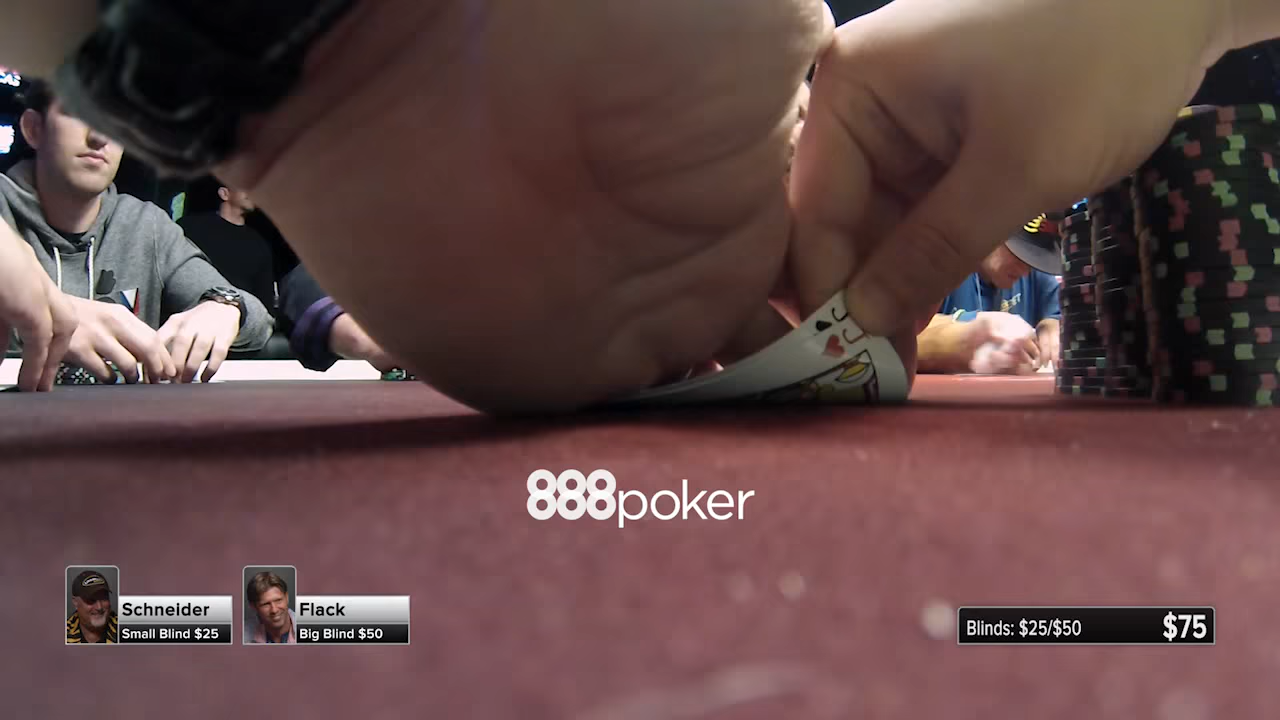 J
J
888poker
Schneider
Small Blind $25
Flack
Big Blind $50
Blinds: $25/$50 $75